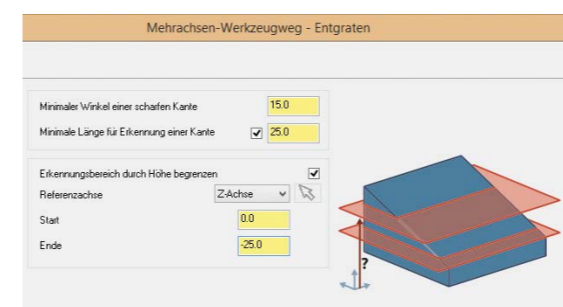 Mehrachsen-Werkzeugweg - Entgraten
Minimaler Winkel einer scharfen Kante 15.0
Minimale Länge für Erkennung einer Kante 25.0
Erkennungsbereich durch Höhe begrenzen
Referenzachse Z-Achse
Start 0.0
Ende -25.0
?